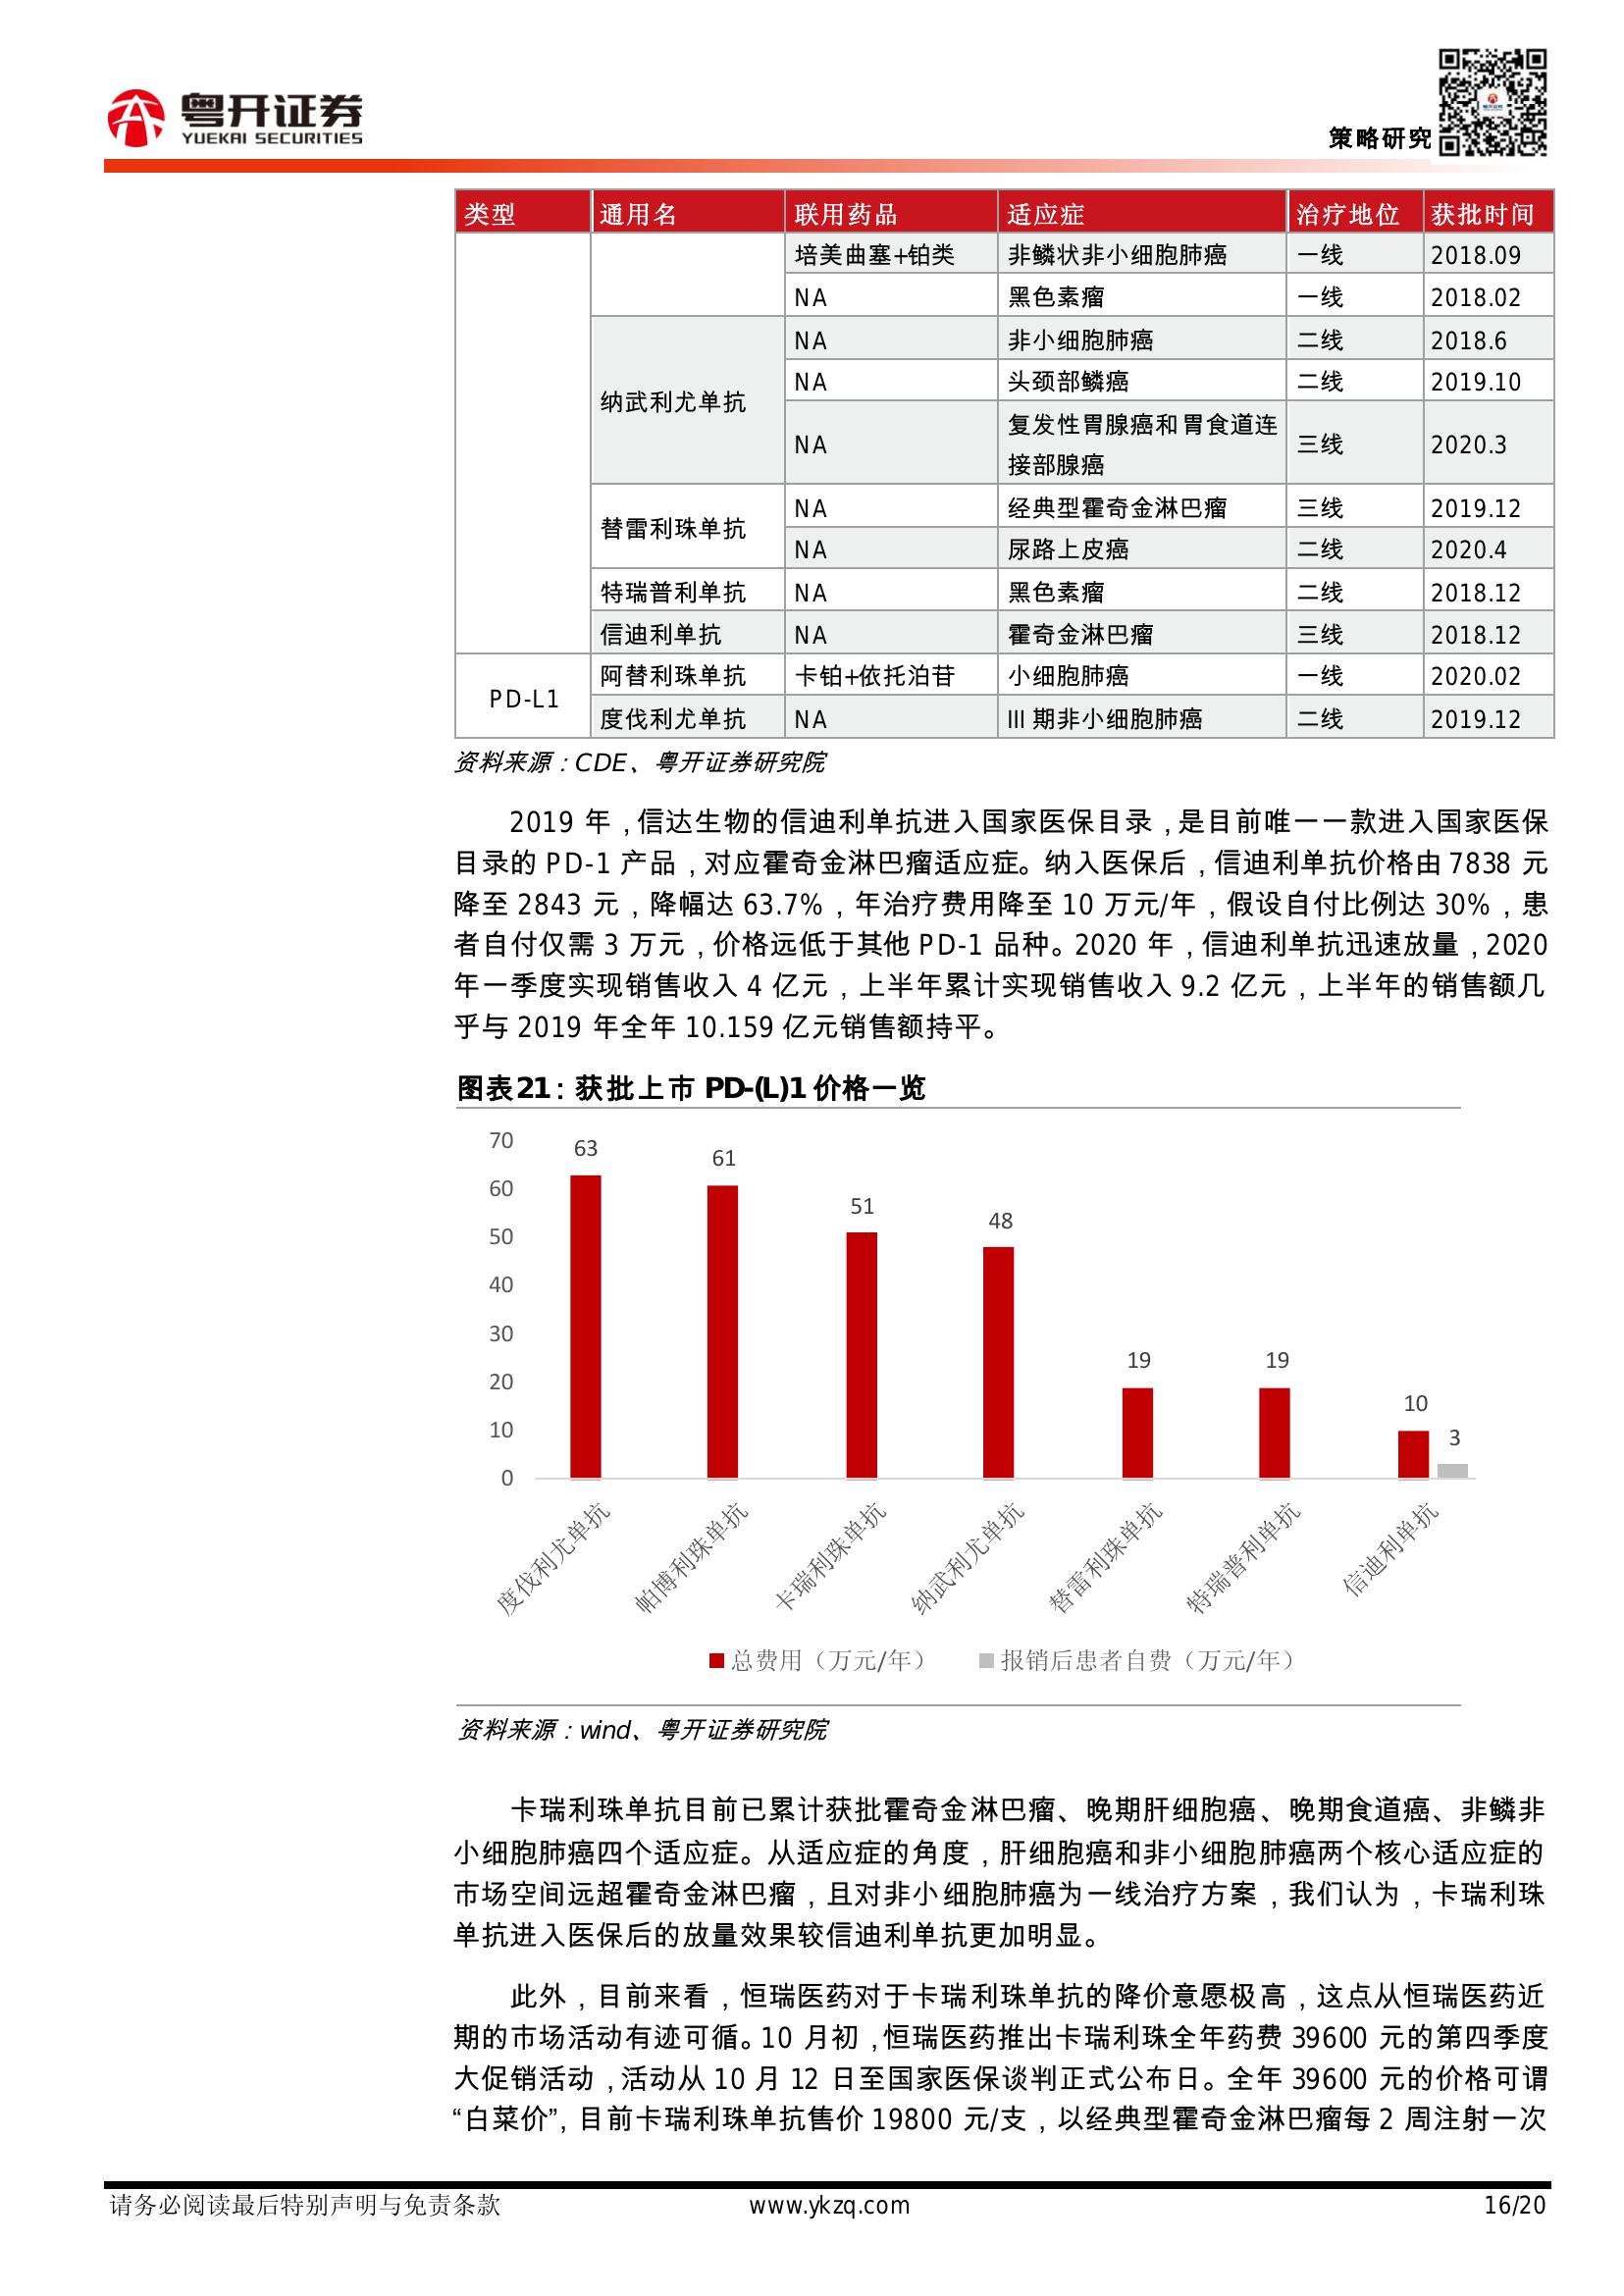 粤开证券
YUEKAI SECURITIES
策略研究
类型 通用名 联用药品 适应症 治疗地位 获批时间
培美曲塞+铂类 非鳞状非小细胞肺癌 一线 2018.09
NA 黑色素瘤 一线 2018.02
纳武利尤单抗 NA 非小细胞肺癌 二线 2018.6
NA 头颈部鳞癌 二线 2019.10
NA 复发性胃腺癌和胃食道连
接部腺癌 三线 2020.3
替雷利珠单抗 NA 经典型霍奇金淋巴瘤 三线 2019.12
NA 尿路上皮癌 二线 2020.4
特瑞普利单抗 NA 黑色素瘤 二线 2018.12
信迪利单抗 NA 霍奇金淋巴瘤 三线 2018.12
PD-L1 阿替利珠单抗 卡铂+依托泊苷 小细胞肺癌 一线 2020.02
度伐利尤单抗 NA III 期非小细胞肺癌 二线 2019.12
资料来源：CDE、粤开证券研究院
2019 年，信达生物的信迪利单抗进入国家医保目录，是目前唯一一款进入国家医保
目录的 PD-1 产品，对应霍奇金淋巴瘤适应症。纳入医保后，信迪利单抗价格由 7838 元
降至 2843 元，降幅达 63.7%，年治疗费用降至 10 万元/年，假设自付比例达 30%，患
者自付仅需 3 万元，价格远低于其他 PD-1 品种。2020 年，信迪利单抗迅速放量，2020
年一季度实现销售收入 4 亿元，上半年累计实现销售收入 9.2 亿元，上半年的销售额几
乎与 2019 年全年 10.159 亿元销售额持平。
图表21：获批上市 PD-(L)1 价格一览
70
60
50
40
30
20
10
0
63
61
51
48
19
19
10
3
度伐利尤单抗
帕博利珠单抗
卡瑞利珠单抗
纳武利尤单抗
替雷利珠单抗
特瑞普利单抗
信迪利单抗
总费用（万元/年） 报销后患者自费（万元/年）
资料来源：wind、粤开证券研究院
卡瑞利珠单抗目前已累计获批霍奇金淋巴瘤、晚期肝细胞癌、晚期食道癌、非鳞非
小细胞肺癌四个适应症。从适应症的角度，肝细胞癌和非小细胞肺癌两个核心适应症的
市场空间远超霍奇金淋巴瘤，且对非小细胞肺癌为一线治疗方案，我们认为，卡瑞利珠
单抗进入医保后的放量效果较信迪利单抗更加明显。
此外，目前来看，恒瑞医药对于卡瑞利珠单抗的降价意愿极高，这点从恒瑞医药近
期的市场活动有迹可循。10 月初，恒瑞医药推出卡瑞利珠全年药费 39600 元的第四季度
大促销活动，活动从 10 月 12 日至国家医保谈判正式公布日。全年 39600 元的价格可谓
“白菜价”，目前卡瑞利珠单抗售价 19800 元/支，以经典型霍奇金淋巴瘤每 2 周注射一次
请务必阅读最后特别声明与免责条款 www.ykzq.com 16/20